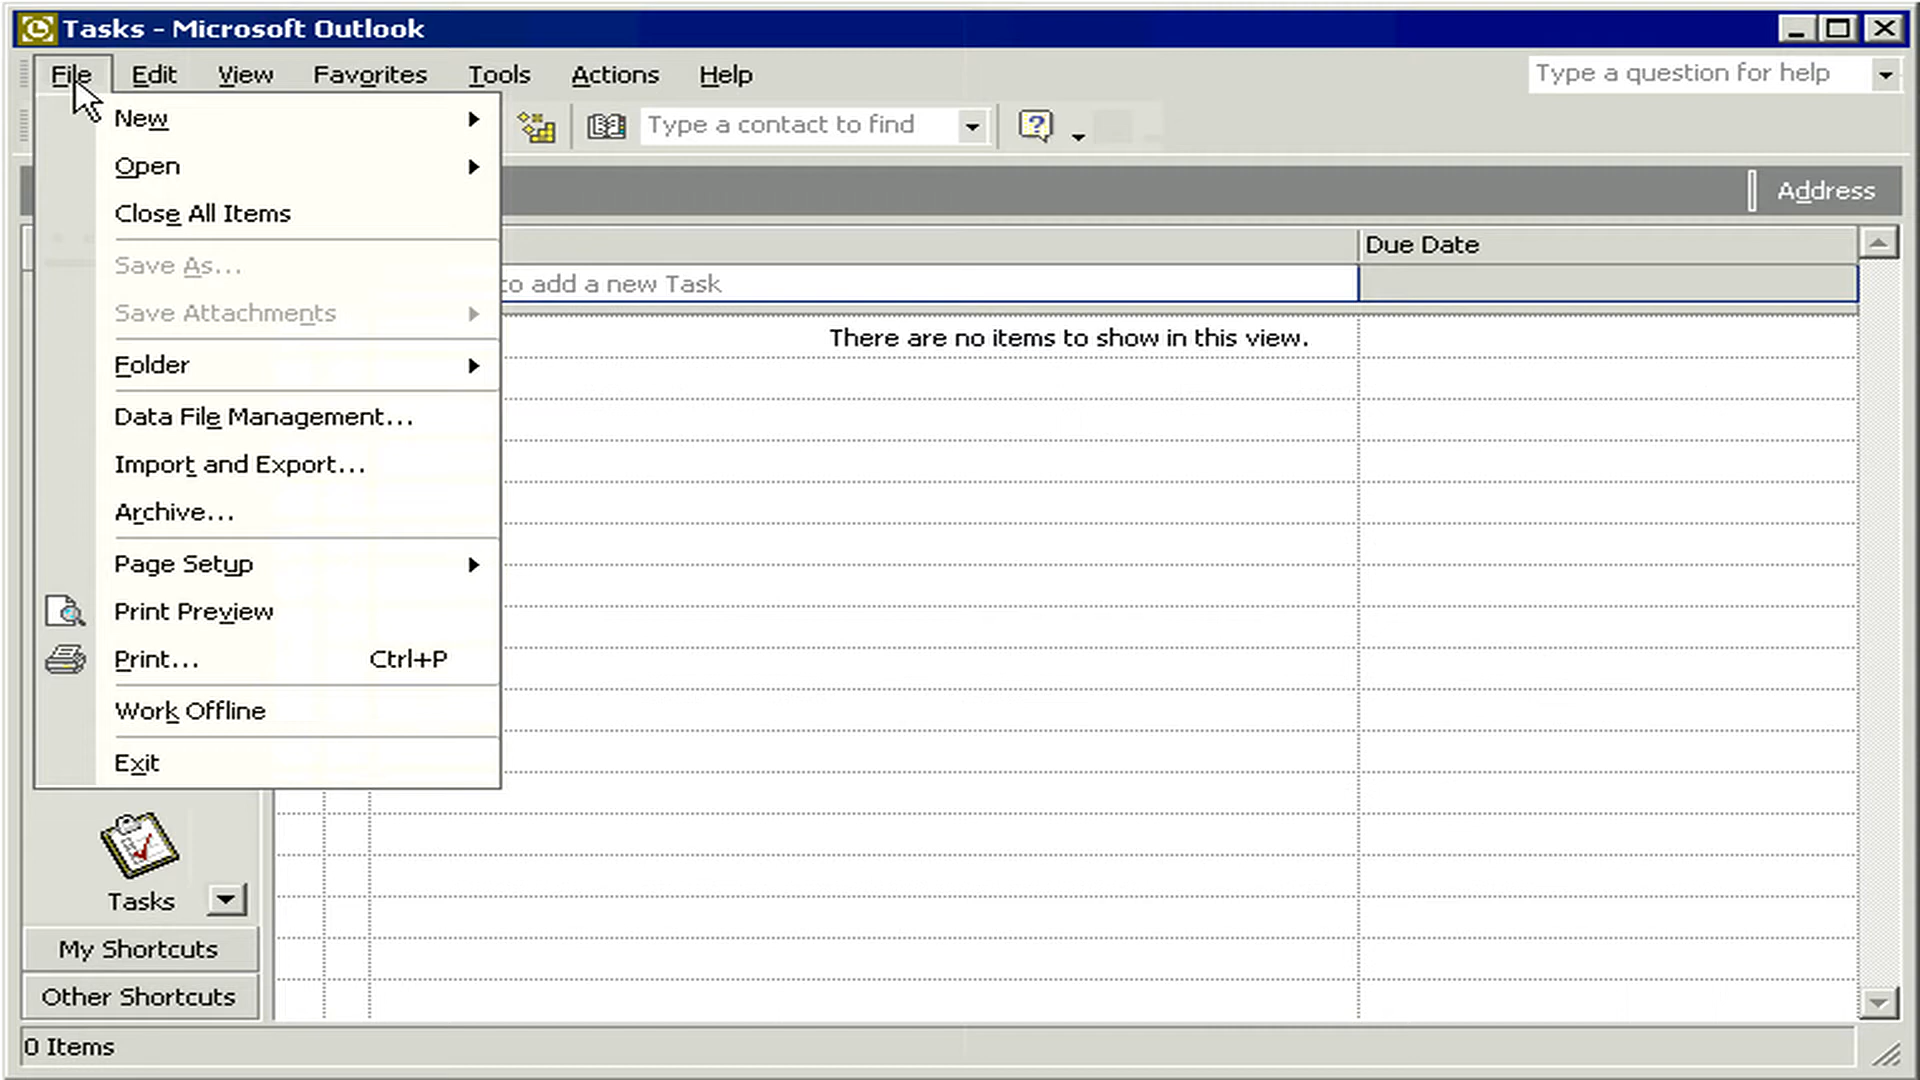 Tasks - Microsoft Outlook
File Edit View Favorites Tools Actions Help Type a question for help
New
Type a contact to find
Open
Address
Close All Items
Due Date
Save As...
to add a new Task
Save Attachments
There are no items to show in this view.
Folder
Data File Management...
Import and Export...
Archive...
Page Setup
Print Preview
Print... Ctrl+P
Work Offline
Exit
Tasks
My Shortcuts
Other Shortcuts
0 Items